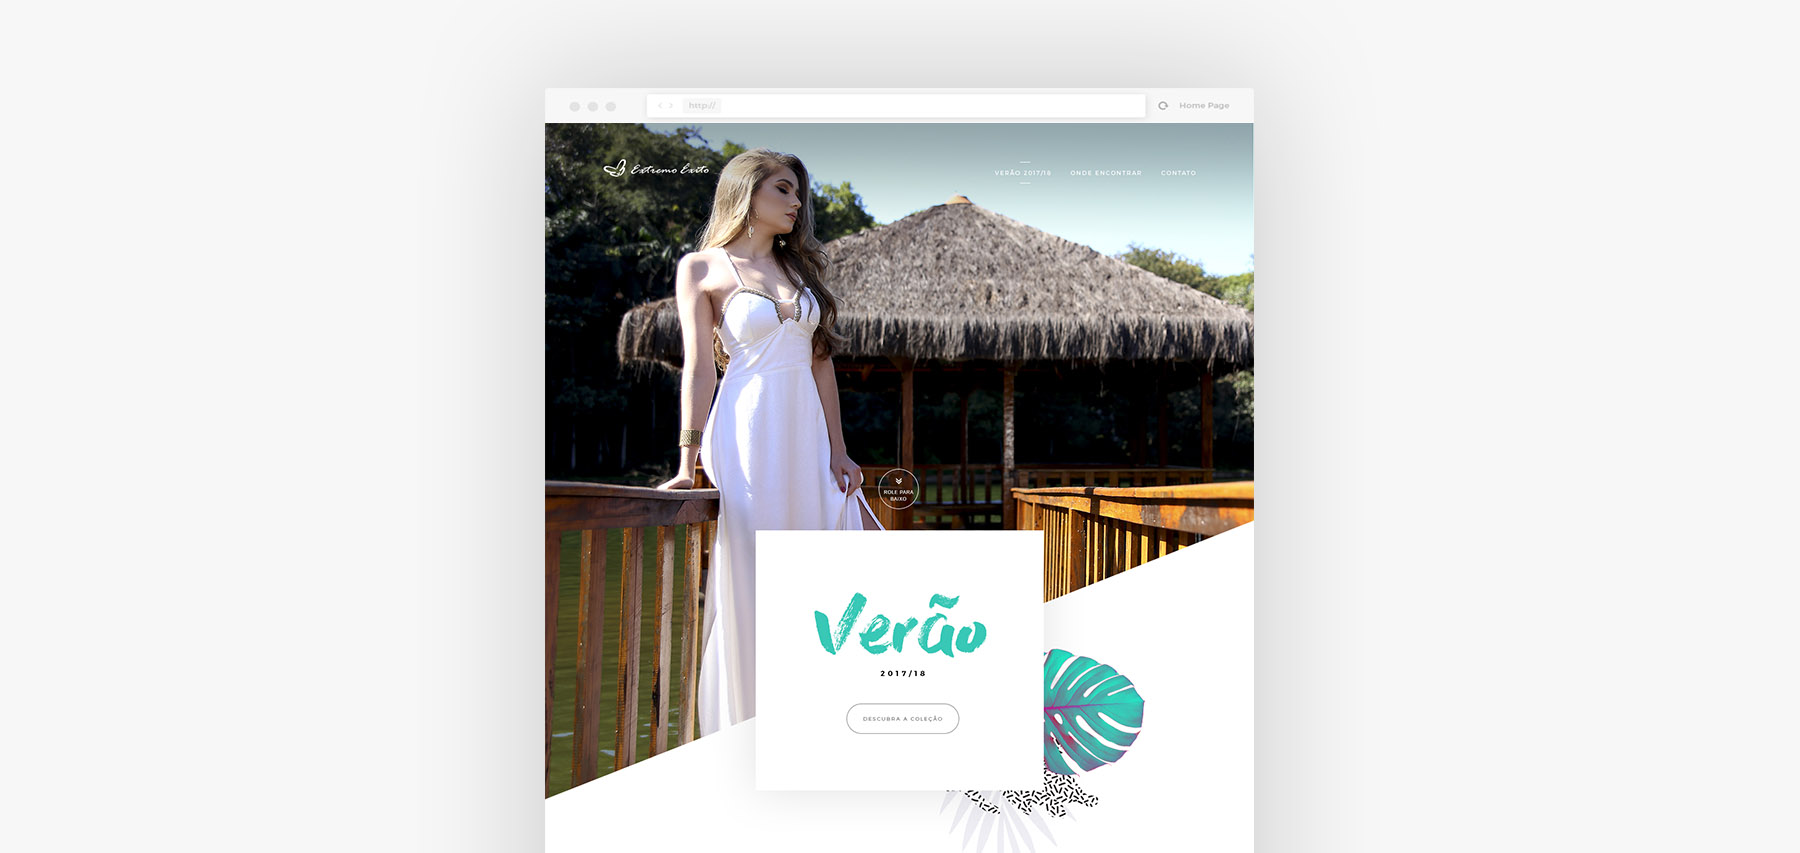 http://
Home Page
Extremo Êxito
VERÃO 2017/18
ONDE ENCONTRAR
CONTATO
ROLE PARA
BAIXO
Verão
2017/18
DESCUBRA A COLEÇÃO